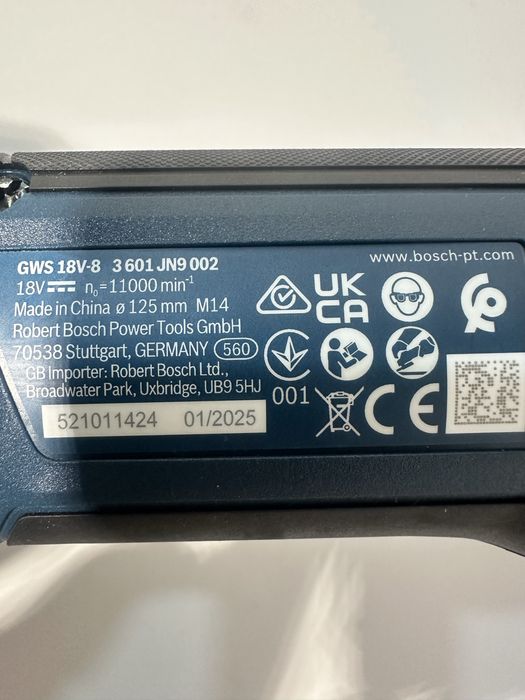 GWS 18V-8 3 601 JN9 002
www.bosch-pt.com
18V n₀=11000 min⁻¹
Made in China ø 125 mm M14
Robert Bosch Power Tools GmbH
70538 Stuttgart, GERMANY 560
GB Importer: Robert Bosch Ltd.,
Broadwater Park, Uxbridge, UB9 5HJ
521011424 01/2025
UK
CA
001
CE